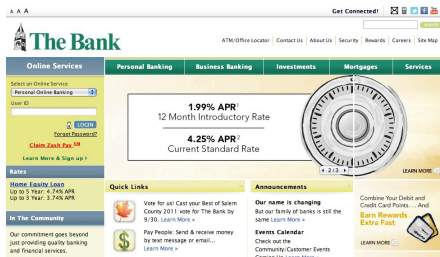 A A A
Get Connected!
SEARCH
The Bank
ATM/Office Locator Contact Us About Us Security Rewards Careers Site Map
Online Services
Personal Banking Business Banking Investments Mortgages Services
Select an Online Service
Personal Online Banking
User ID
LOGIN
Forgot Password?
Claim Zash Pay SM
Learn More & Sign up
Rates
Home Equity Loan
Up to 5 Year: 4.74% APR
Up to 3 Year: 3.74% APR
In The Community
Our commitment goes beyond
just providing quality banking
and financial services.
1.99% APR1
12 Month Introductory Rate
4.25% APR2
Current Standard Rate
2/3
LEARN MORE
Quick Links
Vote for us! Cast your Best of Salem
County 2011 vote for The Bank by
9/30. Learn More »
Pay People: Send & receive money
by text message or email...
Learn More »
Announcements
Our name is changing
But our family of banks is still the
same Learn More »
Events Calendar
Check out the
Community/Customer Events
Combine Your Debit and
Credit Card Points. . . And
Earn Rewards
Extra Fast
LEARN MORE